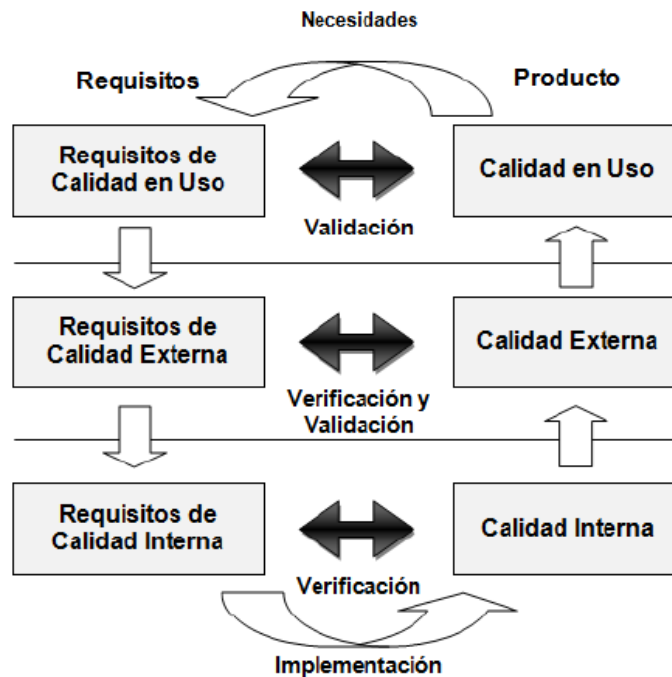 Necesidades
Requisitos
Producto
Requisitos de
Calidad en Uso
Calidad en Uso
Validación
Requisitos de
Calidad Externa
Calidad Externa
Verificación y
Validación
Requisitos de
Calidad Interna
Calidad Interna
Verificación
Implementación